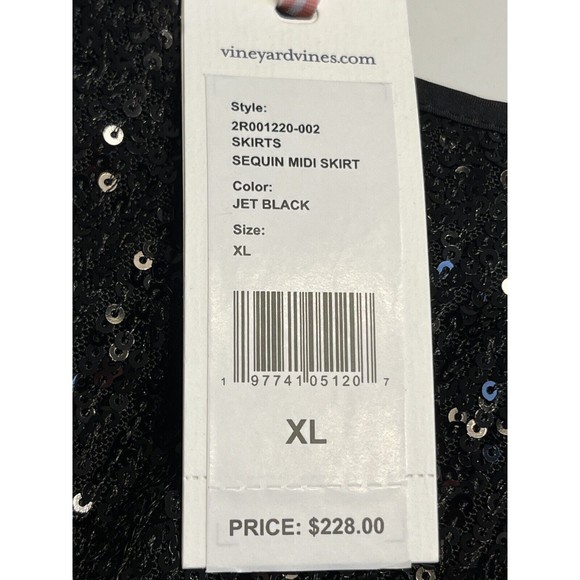 vineyardvines.com
Style:
2R001220-002
SKIRTS
SEQUIN MIDI SKIRT
Color:
JET BLACK
Size:
XL
1 97741 05120 7
XL
PRICE: $228.00